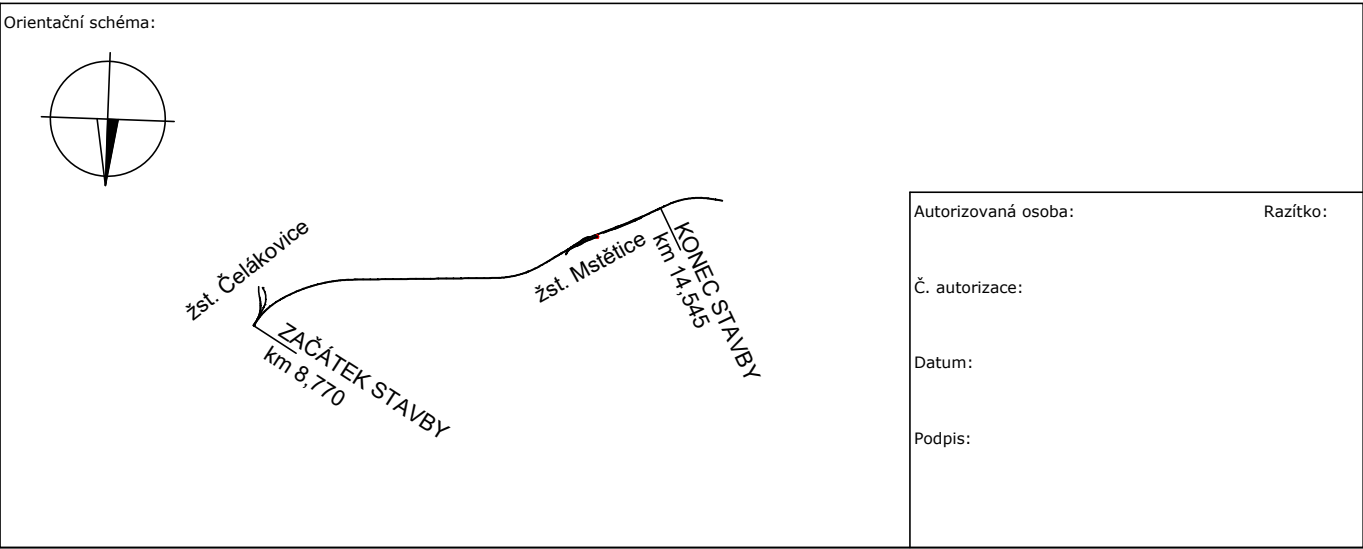 Orientační schéma:
žst. Čelákovice
ZAČÁTEK STAVBY
km 8,770
žst. Mstětice
KONEC STAVBY
km 14,545
Autorizovaná osoba:
Razítko:
Č. autorizace:
Datum:
Podpis: